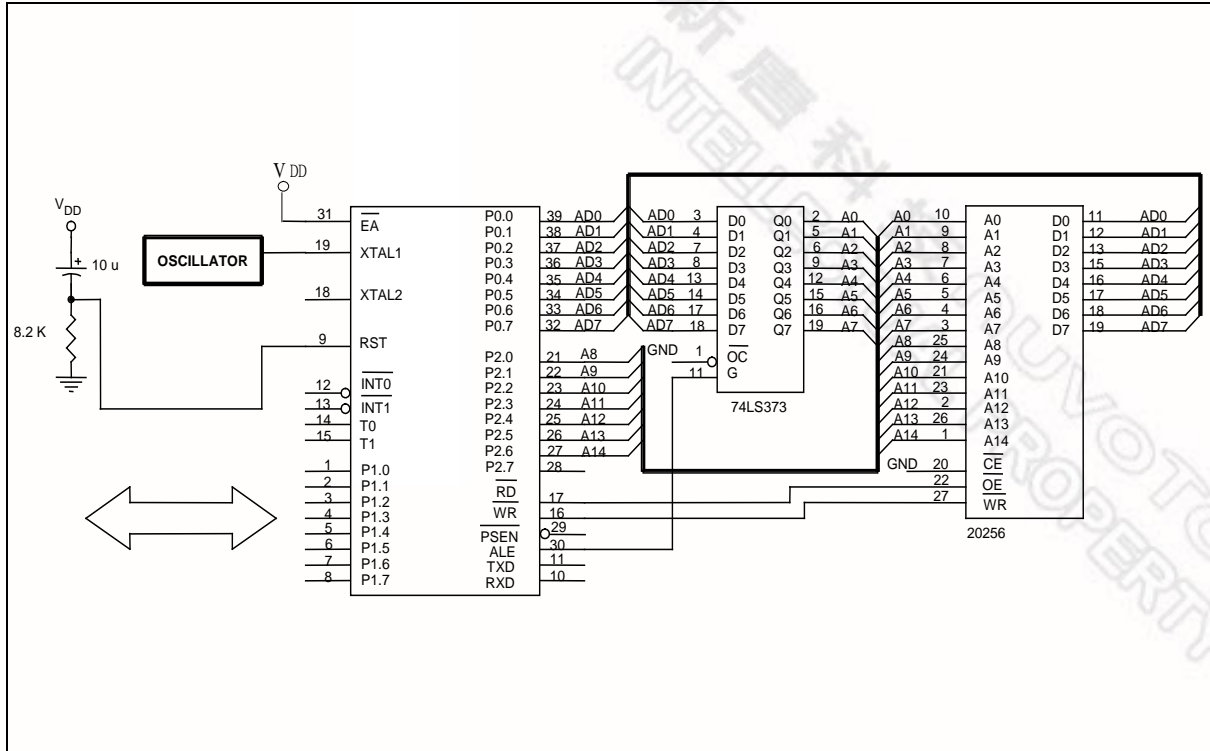 新唐科技 NUVOTON
INTELLECTUAL PROPERTY
V DD
VDD
10 u
8.2 K
OSCILLATOR
31 EA P0.0 39 AD0
P0.1 38 AD1
19 XTAL1 P0.2 37 AD2
P0.3 36 AD3
P0.4 35 AD4
18 XTAL2 P0.5 34 AD5
P0.6 33 AD6
P0.7 32 AD7
9 RST
P2.0 21 A8
P2.1 22 A9
12 INT0 P2.2 23 A10
13 INT1 P2.3 24 A11
14 T0 P2.4 25 A12
15 T1 P2.5 26 A13
P2.6 27 A14
1 P1.0 P2.7 28
2 P1.1 RD 17
3 P1.2 WR 16
4 P1.3 PSEN 29
5 P1.4 ALE 30
6 P1.5 TXD 11
7 P1.6 RXD 10
8 P1.7
AD0 3 D0 Q0 2 A0
AD1 4 D1 Q1 5 A1
AD2 7 D2 Q2 6 A2
AD3 8 D3 Q3 9 A3
AD4 13 D4 Q4 12 A4
AD5 14 D5 Q5 15 A5
AD6 17 D6 Q6 16 A6
AD7 18 D7 Q7 19 A7
GND 1 OC
11 G
74LS373
A0 10 A0 D0 11 AD0
A1 9 A1 D1 12 AD1
A2 8 A2 D2 13 AD2
A3 7 A3 D3 15 AD3
A4 6 A4 D4 16 AD4
A5 5 A5 D5 17 AD5
A6 4 A6 D6 18 AD6
A7 3 A7 D7 19 AD7
A8 25 A8
A9 24 A9
A10 21 A10
A11 23 A11
A12 2 A12
A13 26 A13
A14 1 A14
GND 20 CE
22 OE
27 WR
20256